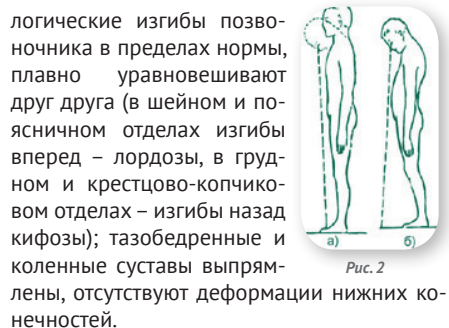 логические изгибы позво-
ночника в пределах нормы,
плавно уравновешивают
друг друга (в шейном и по-
ясничном отделах изгибы
вперед – лордозы, в груд-
ном и крестцово-копчико-
вом отделах – изгибы назад
кифозы); тазобедренные и
коленные суставы выпрям-
лены, отсутствуют деформации нижних ко-
нечностей.
а) б)
Рис. 2